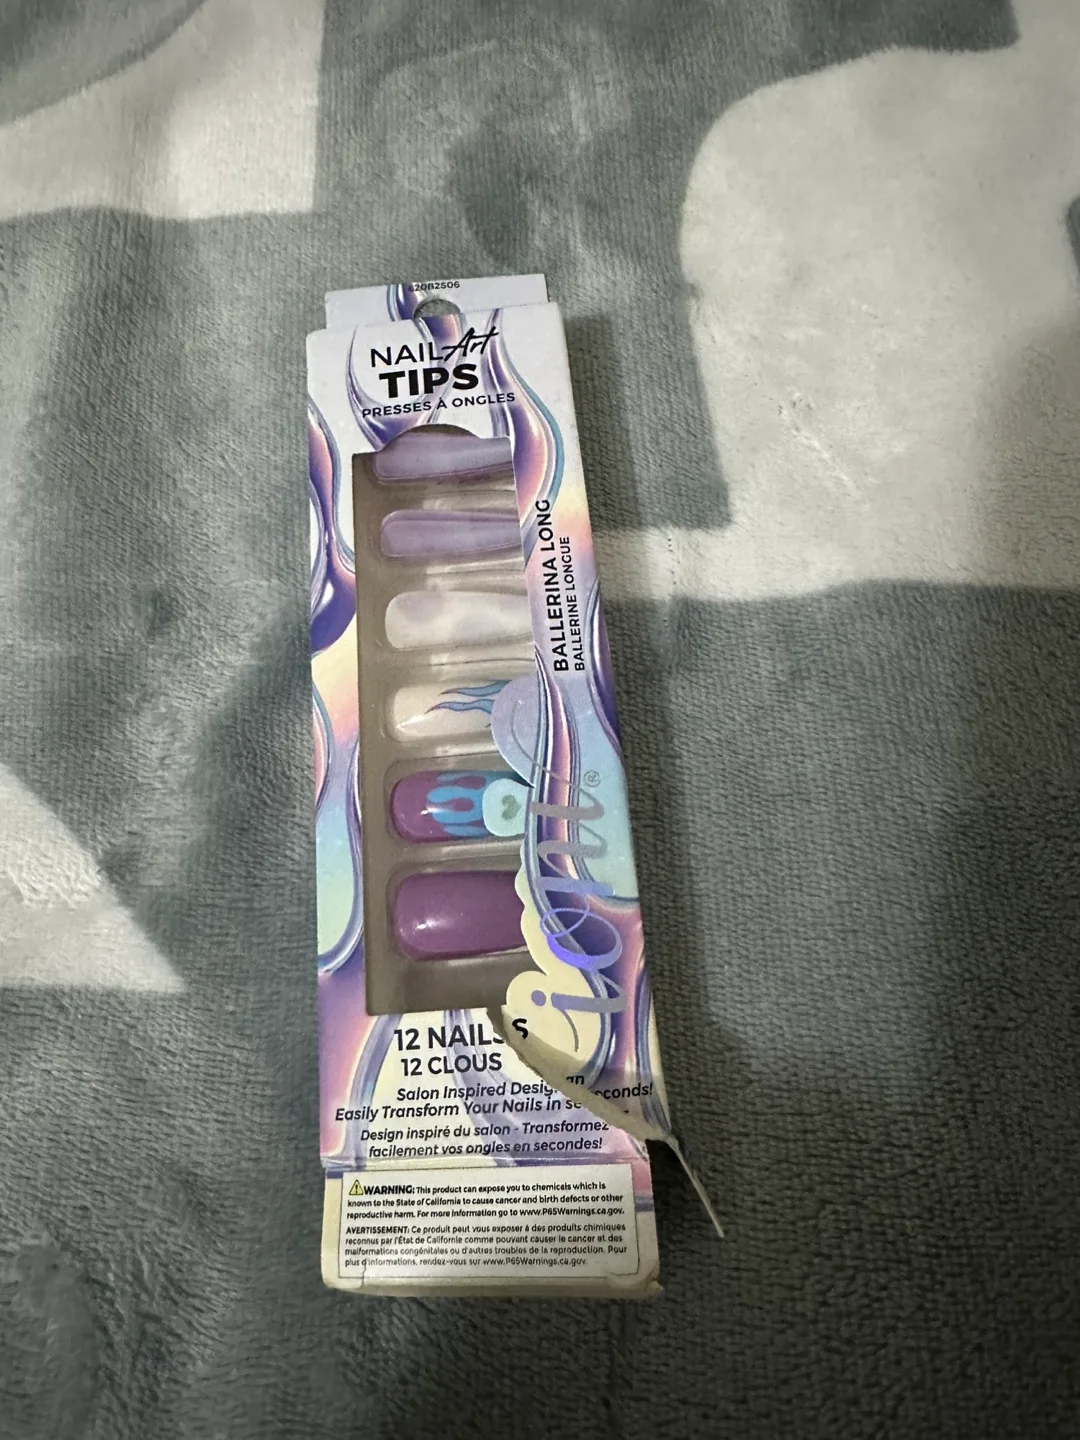 620B2506
NAIL Art
TIPS
PRESSES À ONGLES
BALLERINA LONG
BALLERINE LONGUE
ioni®
12 NAILS
12 CLOUS
Salon Inspired Design
Easily Transform Your Nails in seconds!
Design inspiré du salon - Transformez
facilement vos ongles en secondes!
⚠WARNING: This product can expose you to chemicals which is
known to the State of California to cause cancer and birth defects or other
reproductive harm. For more information go to www.P65Warnings.ca.gov.
AVERTISSEMENT: Ce produit peut vous exposer à des produits chimiques
reconnus par l'État de Californie comme pouvant causer le cancer et des
malformations congénitales ou d'autres troubles de la reproduction. Pour
plus d'informations, rendez-vous sur www.P65Warnings.ca.gov